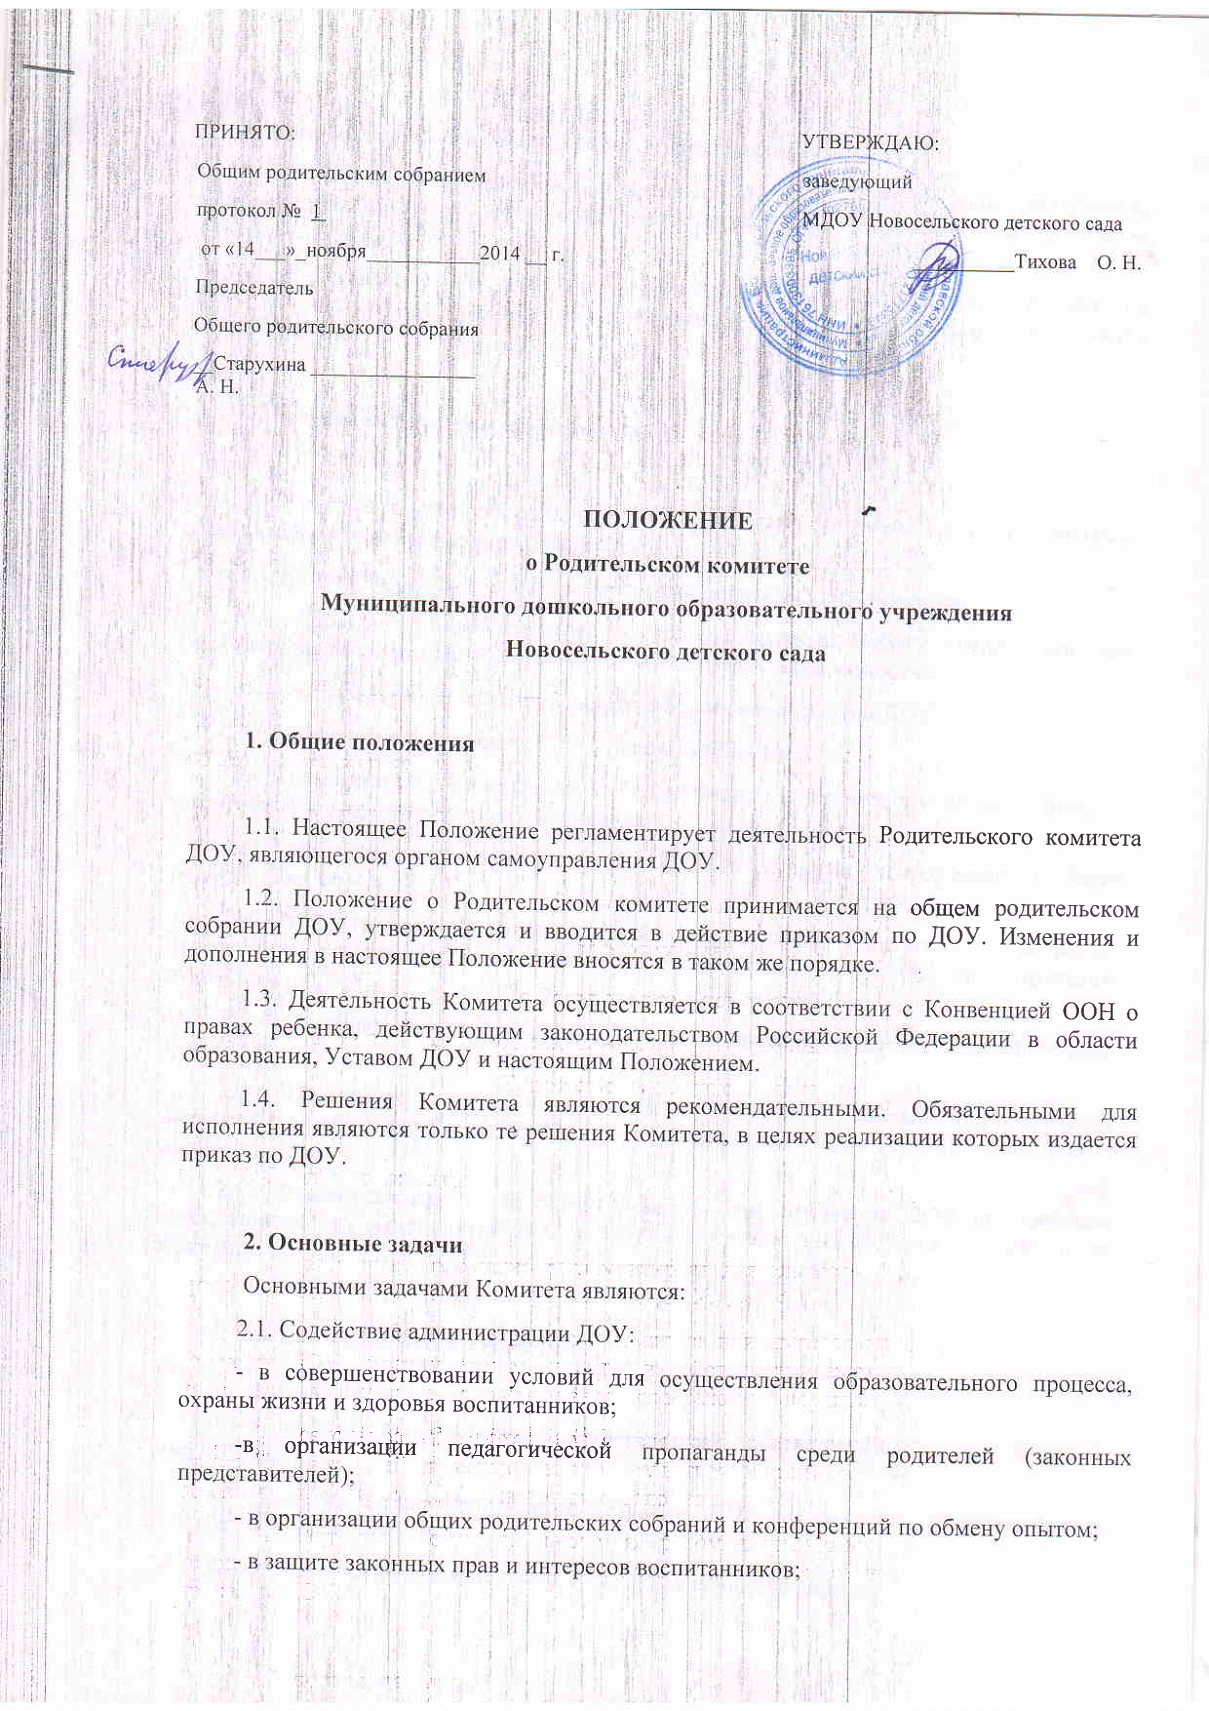 ПРИНЯТО:
Общим родительским собранием
протокол № _1_
от «14___»_ноября___________2014 __ г.
Председатель
Общего родительского собрания
__Старухина ________________
А. Н.
УТВЕРЖДАЮ:
заведующий
МДОУ Новосельского детского сада
__________Тихова О. Н.
ПОЛОЖЕНИЕ
о Родительском комитете
Муниципального дошкольного образовательного учреждения
Новосельского детского сада
1. Общие положения
1.1. Настоящее Положение регламентирует деятельность Родительского комитета
ДОУ, являющегося органом самоуправления ДОУ.
1.2. Положение о Родительском комитете принимается на общем родительском
собрании ДОУ, утверждается и вводится в действие приказом по ДОУ. Изменения и
дополнения в настоящее Положение вносятся в таком же порядке.
1.3. Деятельность Комитета осуществляется в соответствии с Конвенцией ООН о
правах ребенка, действующим законодательством Российской Федерации в области
образования, Уставом ДОУ и настоящим Положением.
1.4. Решения Комитета являются рекомендательными. Обязательными для
исполнения являются только те решения Комитета, в целях реализации которых издается
приказ по ДОУ.
2. Основные задачи
Основными задачами Комитета являются:
2.1. Содействие администрации ДОУ:
- в совершенствовании условий для осуществления образовательного процесса,
охраны жизни и здоровья воспитанников;
-в организации педагогической пропаганды среди родителей (законных
представителей);
- в организации общих родительских собраний и конференций по обмену опытом;
- в защите законных прав и интересов воспитанников;